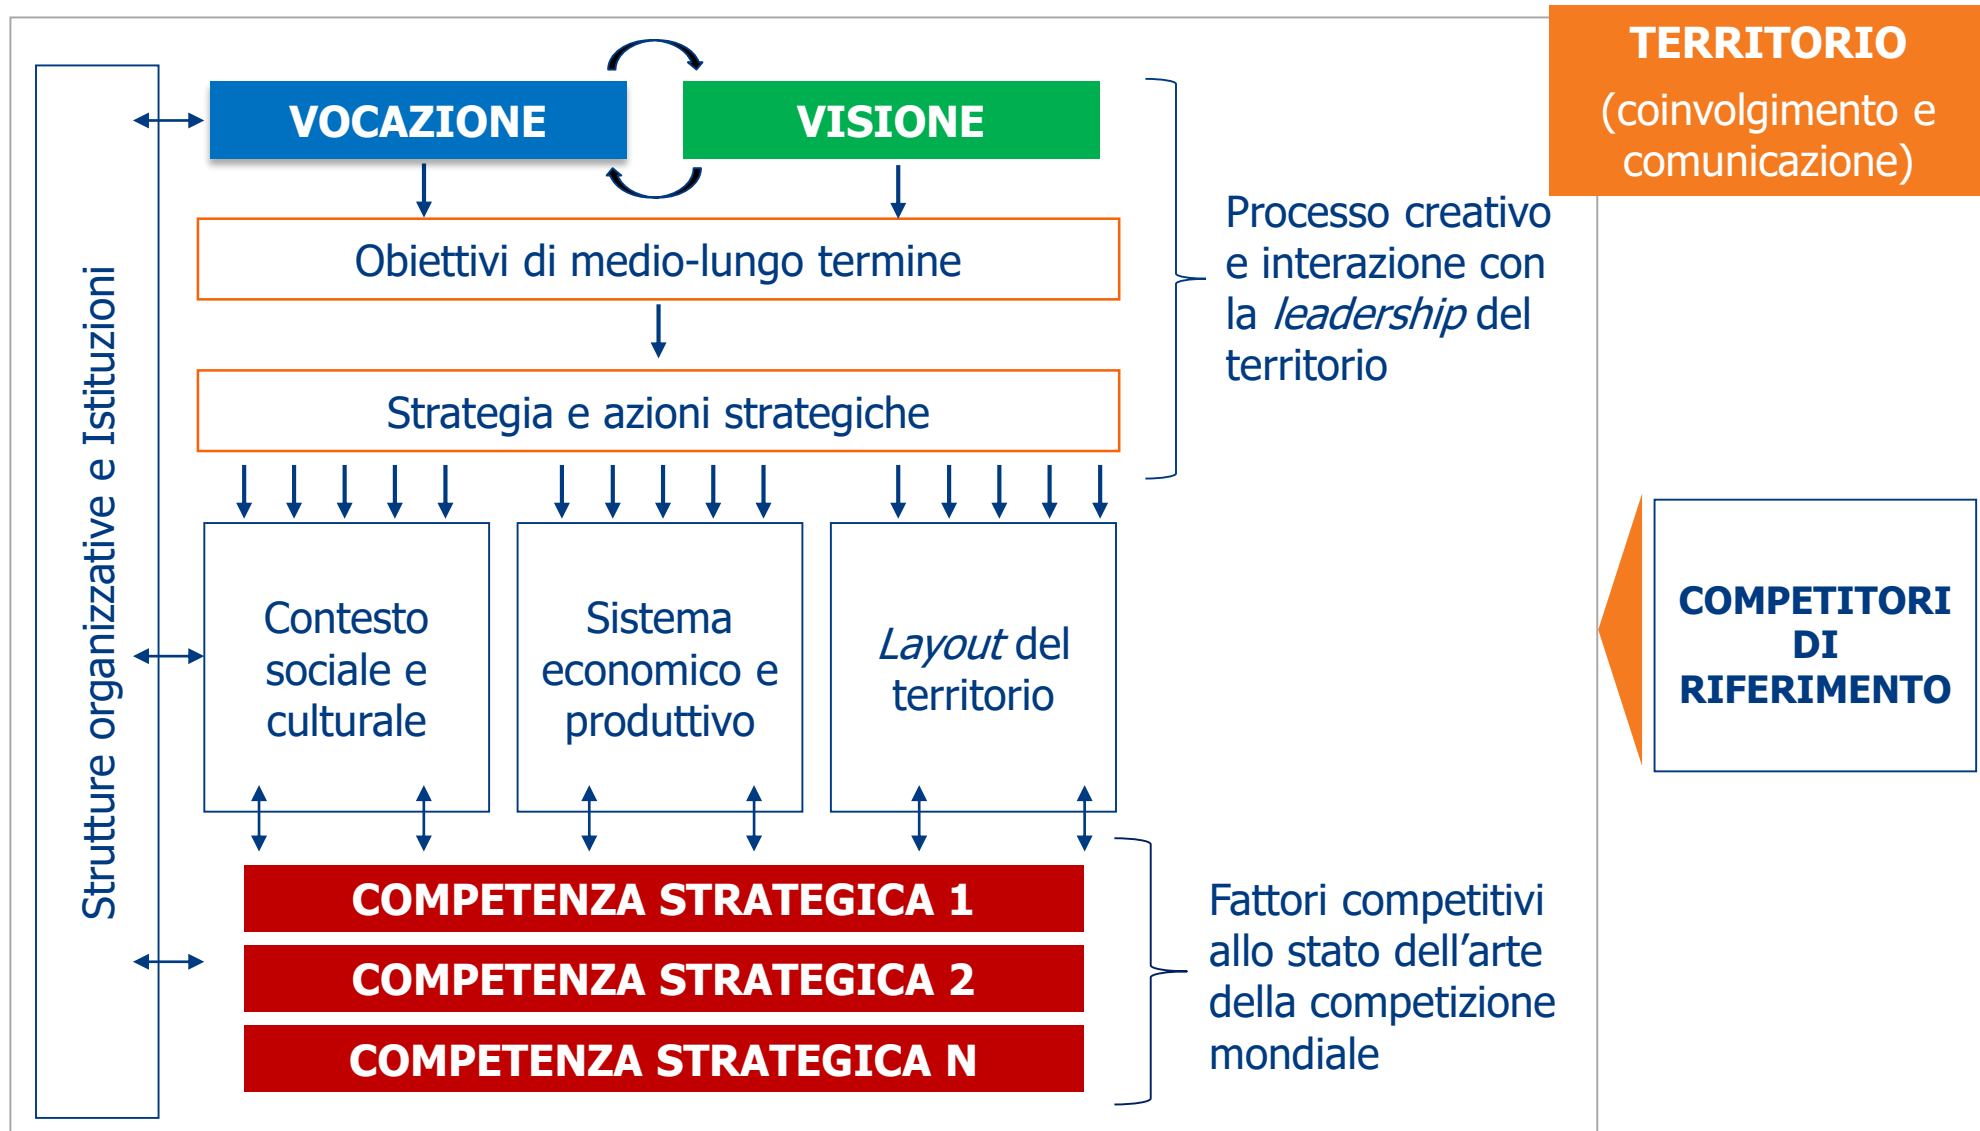 TERRITORIO
(coinvolgimento e
comunicazione)
VOCAZIONE
VISIONE
Obiettivi di medio-lungo termine
Strategia e azioni strategiche
Processo creativo
e interazione con
la leadership del
territorio
Strutture organizzative e Istituzioni
Contesto
sociale e
culturale
Sistema
economico e
produttivo
Layout del
territorio
COMPETITORI
DI
RIFERIMENTO
COMPETENZA STRATEGICA 1
COMPETENZA STRATEGICA 2
COMPETENZA STRATEGICA N
Fattori competitivi
allo stato dell’arte
della competizione
mondiale